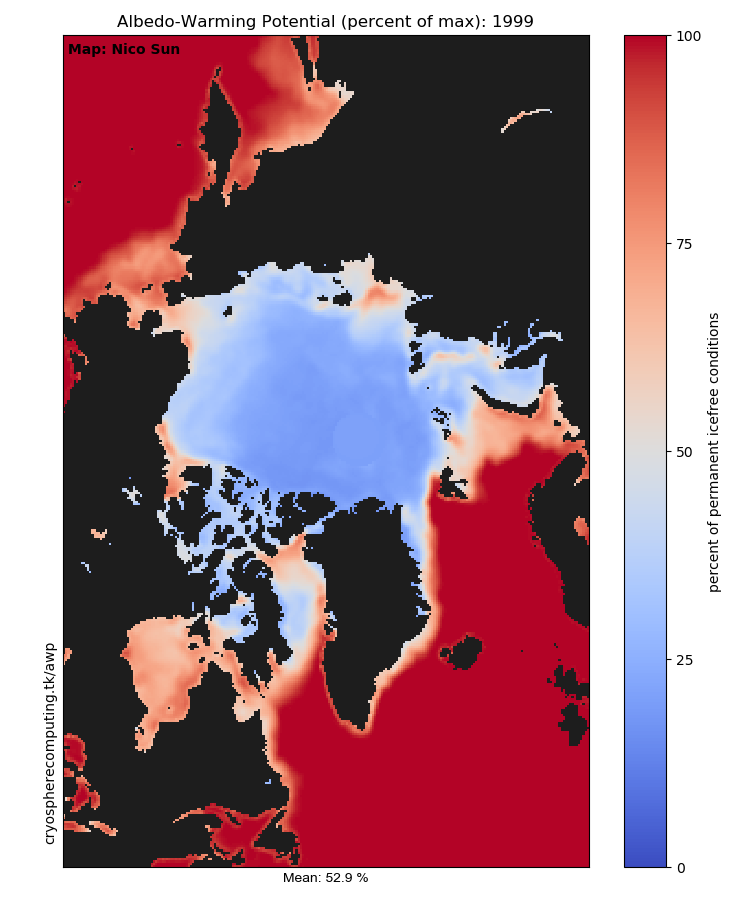 Albedo-Warming Potential (percent of max): 1999
Map: Nico Sun
100
75
50
25
0
percent of permanent icefree conditions
cryospherecomputing.tk/awp
Mean: 52.9 %